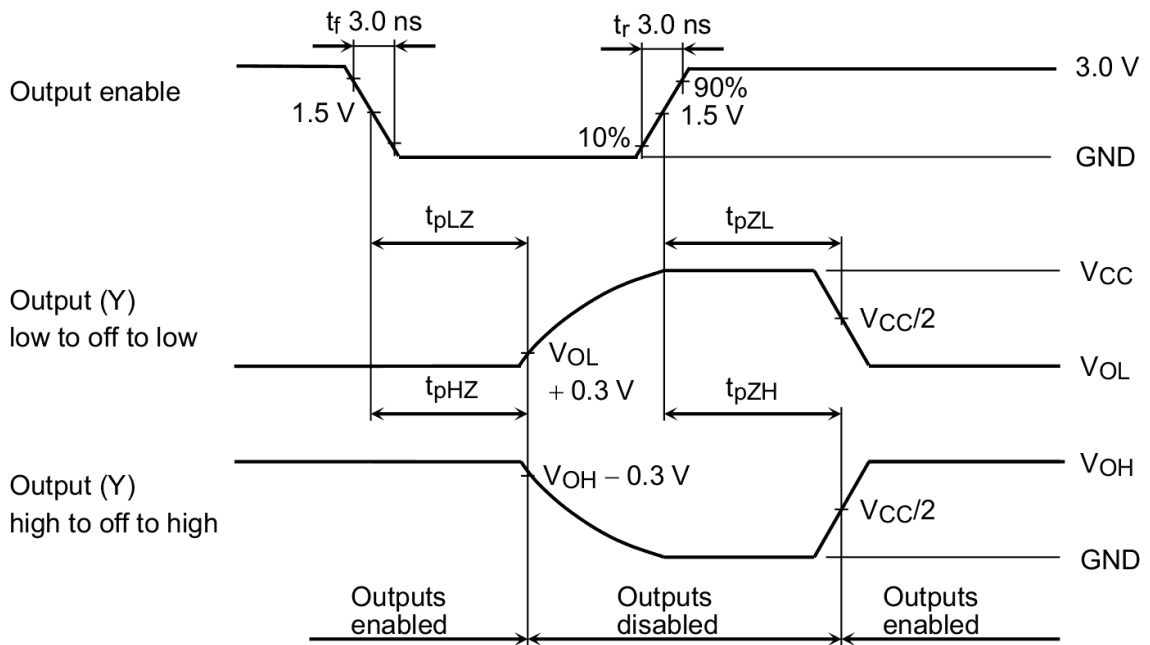 tf 3.0 ns
tr 3.0 ns
Output enable
1.5 V
10%
90%
1.5 V
3.0 V
GND
tpLZ
tpZL
Output (Y)
low to off to low
VCC
VCC/2
VOL
+ 0.3 V
VOL
tpHZ
tpZH
Output (Y)
high to off to high
VOH − 0.3 V
VOH
VCC/2
GND
Outputs
enabled
Outputs
disabled
Outputs
enabled